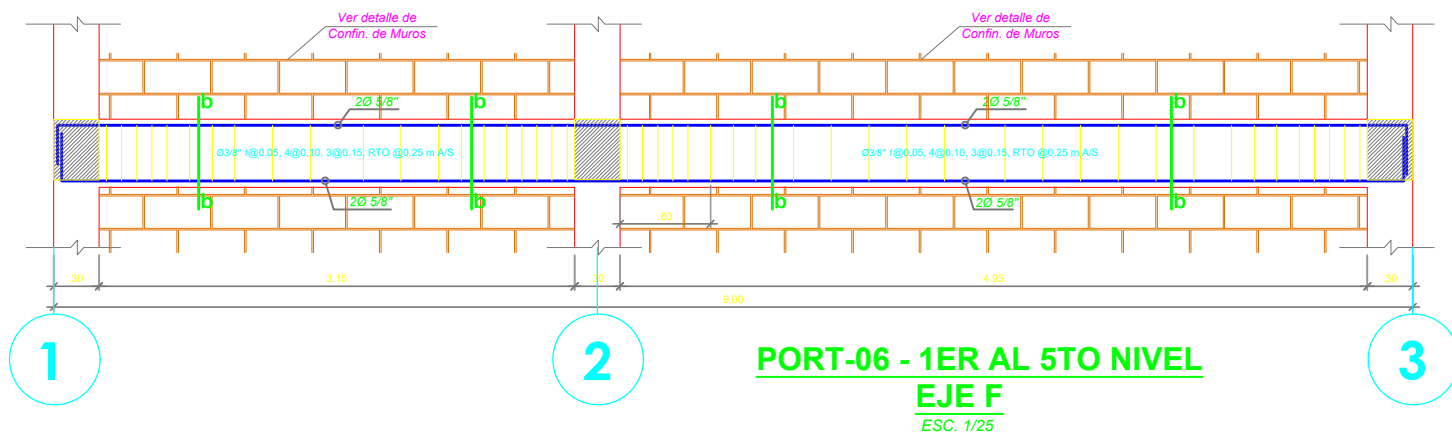 Ver detalle de
Confin. de Muros
Ver detalle de
Confin. de Muros
b
2Ø 5/8"
b
b
2Ø 5/8"
b
Ø3/8" 1@0.05, 4@0.10, 3@0.15, RTO @0.25 m A/S
Ø3/8" 1@0.05, 4@0.10, 3@0.15, RTO @0.25 m A/S
b
2Ø 5/8"
b
b
2Ø 5/8"
b
60
30
3.15
30
4.95
30
9.00
1
2
3
PORT-06 - 1ER AL 5TO NIVEL
EJE F
ESC. 1/25